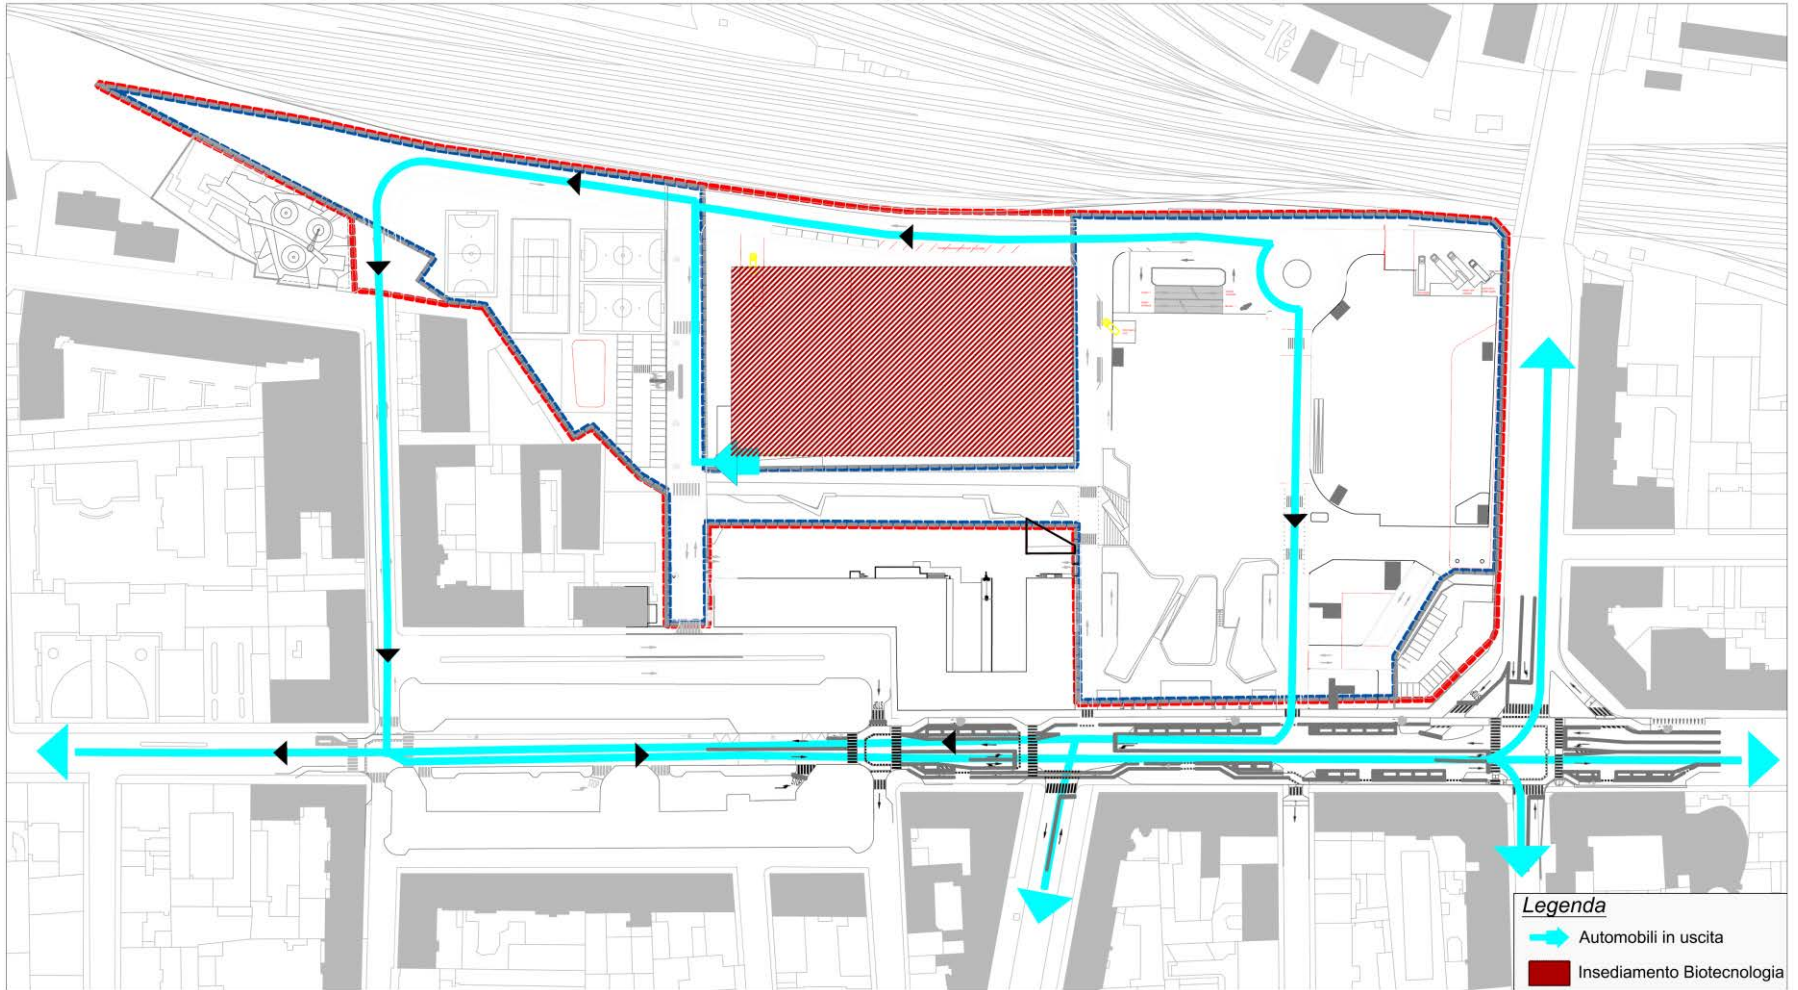 Legenda
Automobili in uscita
Insediamento Biotecnologia